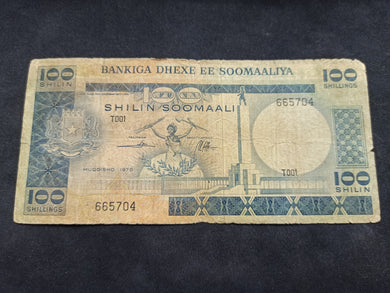 BANKIGA DHEXE EE SOOMAALIYA
100
SHILIN
100
SHILLINGS
100
SHILIN SOOMAALI
665704
T001
MUQDISHO 1975
T001
100
SHILLINGS
665704
100
SHILIN